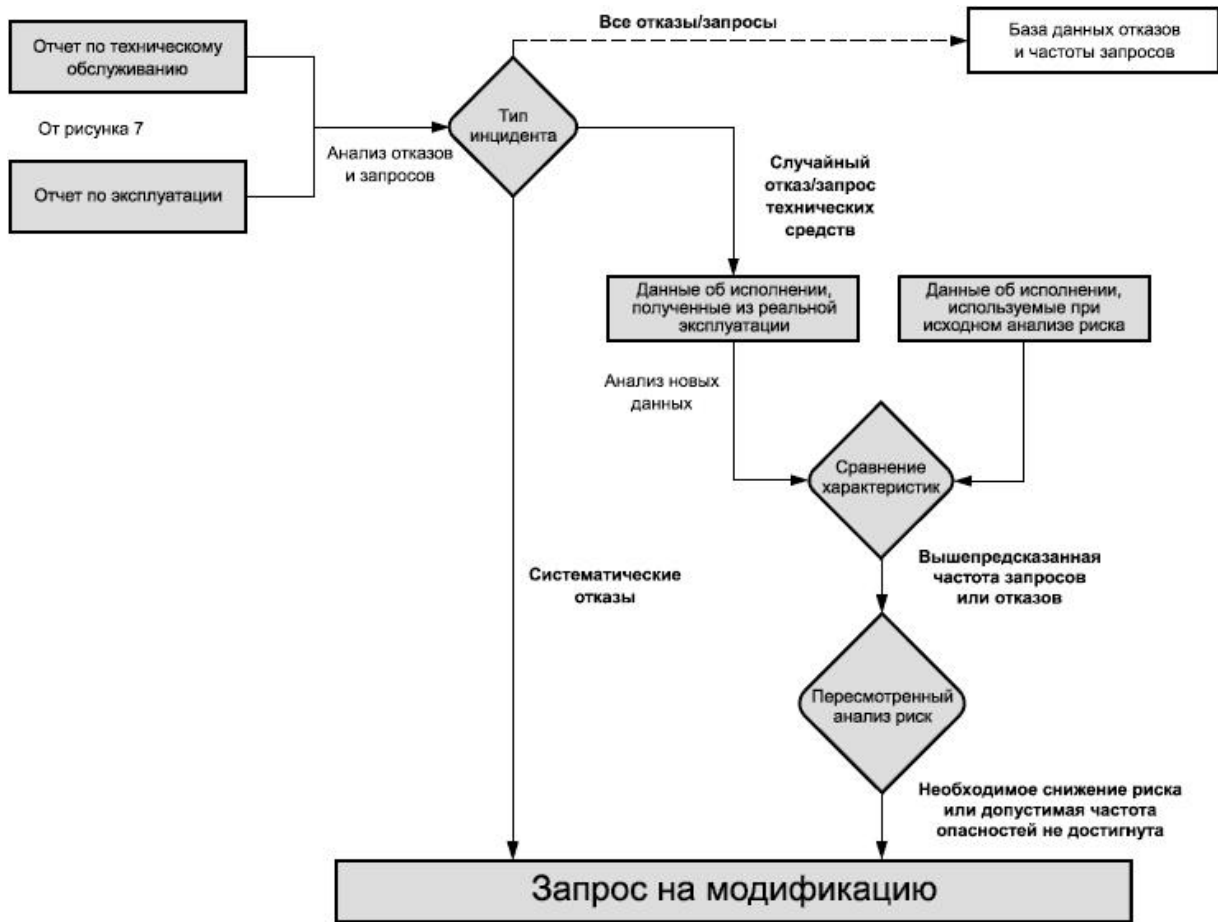 Все отказы/запросы
Отчет по техническому
обслуживанию
База данных отказов
и частоты запросов
От рисунка 7
Тип
инцидента
Анализ отказов
и запросов
Отчет по эксплуатации
Случайный
отказ/запрос
технических
средств
Данные об исполнении,
полученные из реальной
эксплуатации
Данные об исполнении,
используемые при
исходном анализе риска
Анализ новых
данных
Сравнение
характеристик
Систематические
отказы
Вышепредсказанная
частота запросов
или отказов
Пересмотренный
анализ риск
Необходимое снижение риска
или допустимая частота
опасностей не достигнута
Запрос на модификацию